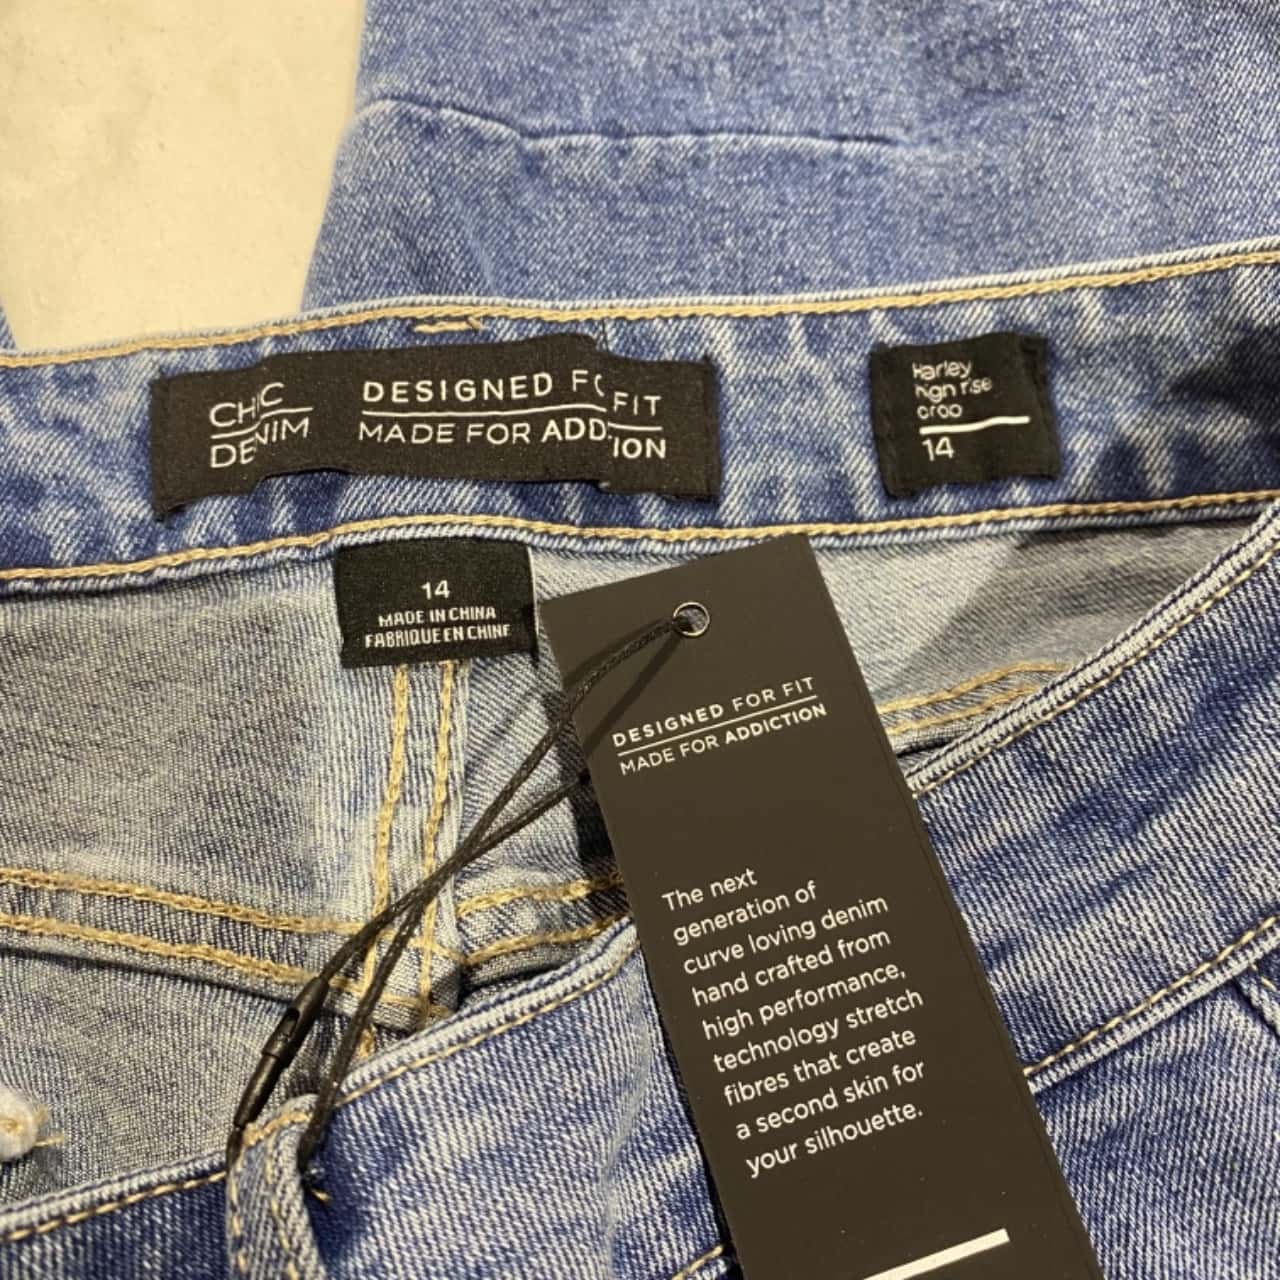 CHIC
DENIM
DESIGNED FO FIT
MADE FOR ADDICTION
Harley
high rise
crop
14
14
MADE IN CHINA
FABRIQUE EN CHINE
DESIGNED FOR FIT
MADE FOR ADDICTION
The next
generation of
curve loving denim
hand crafted from
high performance,
technology stretch
fibres that create
a second skin for
your silhouette.